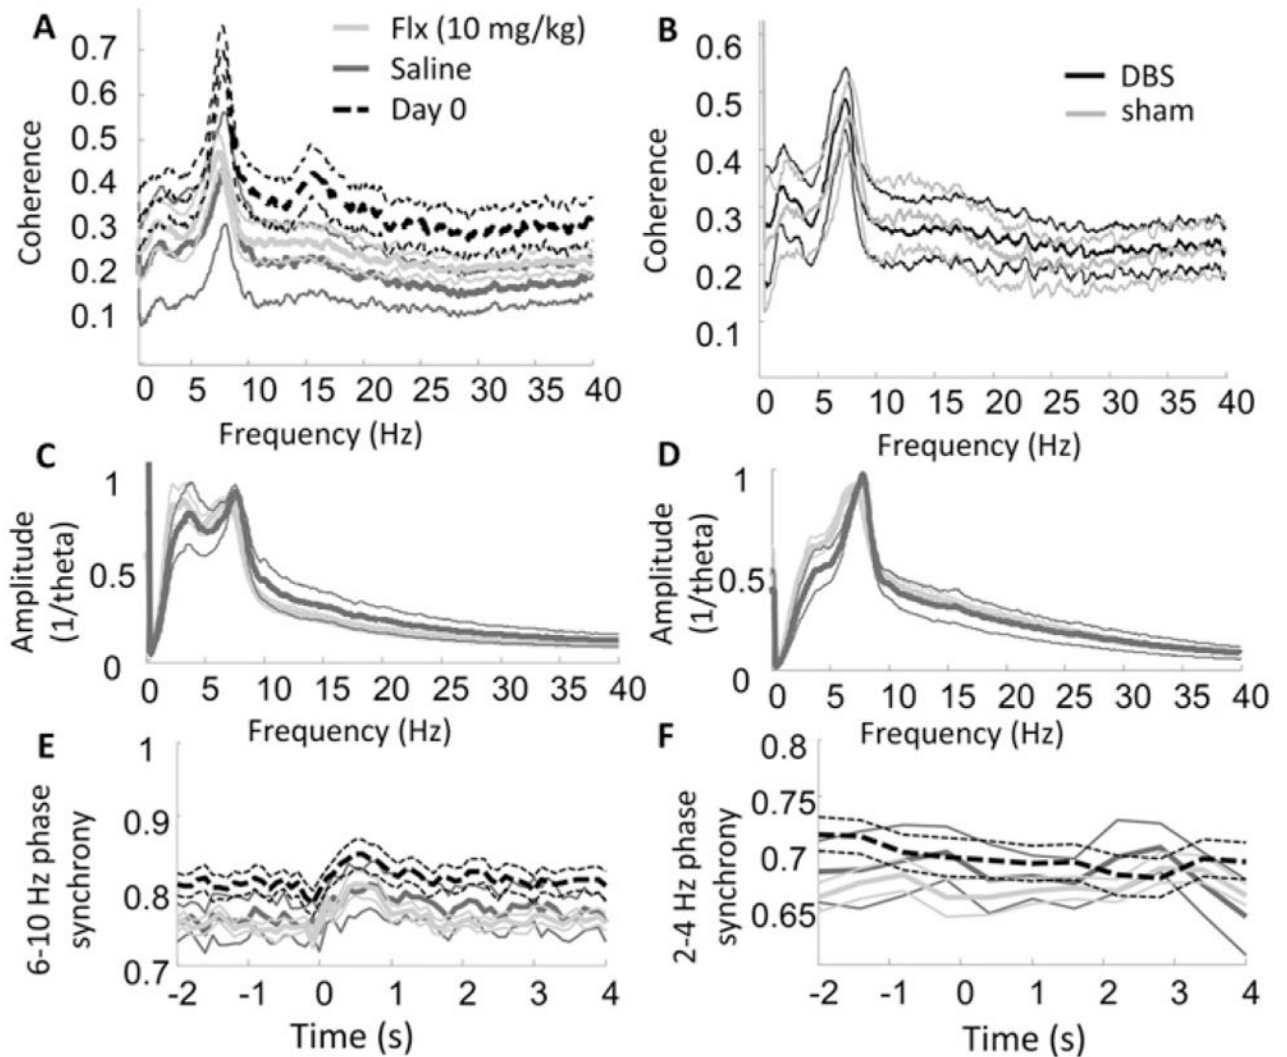 A
Flx (10 mg/kg)
Saline
Day 0
0.7
0.6
0.5
0.4
0.3
0.2
0.1
Coherence
0 5 10 15 20 25 30 35 40
Frequency (Hz)
B
DBS
sham
0.6
0.5
0.4
0.3
0.2
0.1
Coherence
0 5 10 15 20 25 30 35 40
Frequency (Hz)
C
1
0.5
0
Amplitude
(1/theta)
0 5 10 15 20 25 30 35 40
Frequency (Hz)
D
1
0.5
0
Amplitude
(1/theta)
0 5 10 15 20 25 30 35 40
Frequency (Hz)
E
1
0.9
0.8
0.7
6-10 Hz phase
synchrony
-2 -1 0 1 2 3 4
Time (s)
F
0.8
0.75
0.7
0.65
2-4 Hz phase
synchrony
-2 -1 0 1 2 3 4
Time (s)